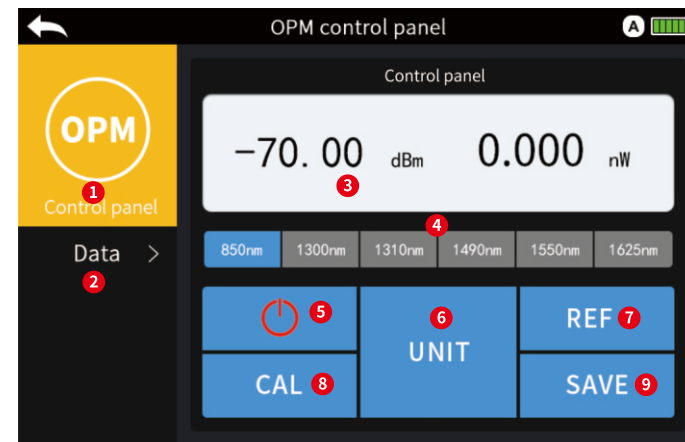 OPM control panel A
OPM
1
Control panel
Data >
2
Control panel
-70.00 dBm 0.000 nW
3
4
850nm 1300nm 1310nm 1490nm 1550nm 1625nm
5
6
UNIT
REF 7
CAL 8
SAVE 9